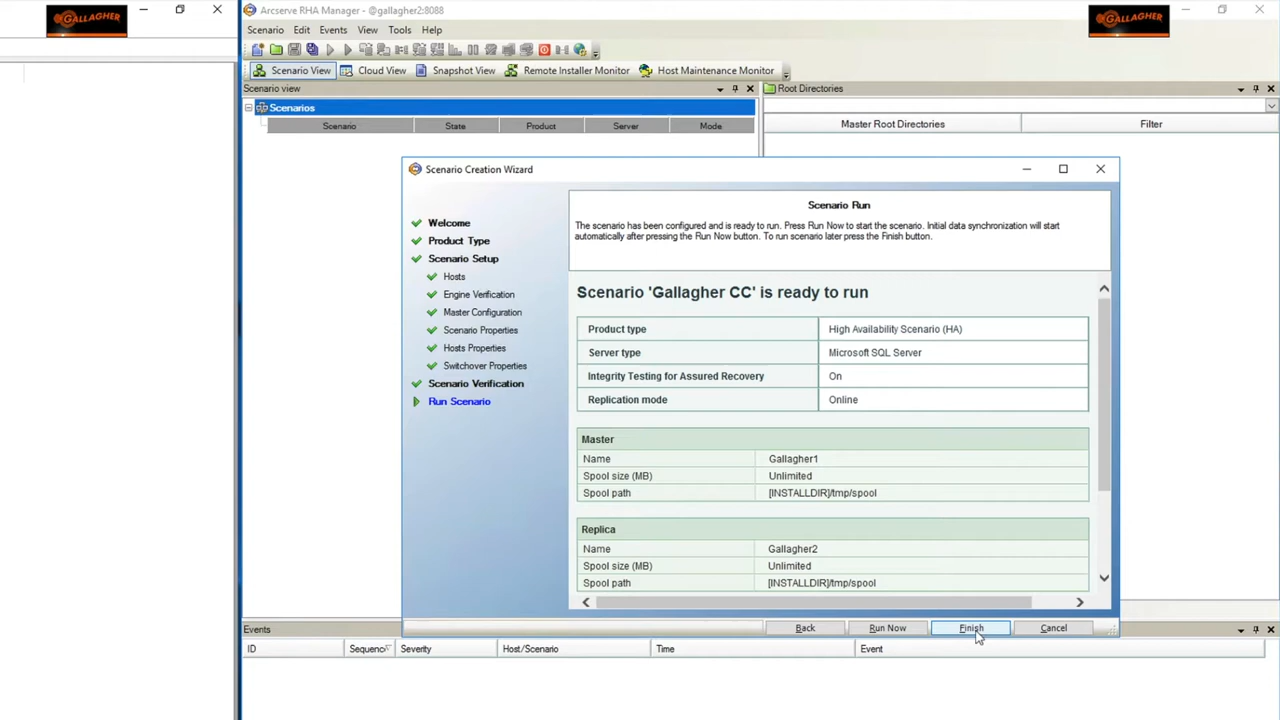 GALLAGHER
Arcserve RHA Manager - @gallagher2:8088
GALLAGHER
Scenario Edit Events View Tools Help
Scenario View Cloud View Snapshot View Remote Installer Monitor Host Maintenance Monitor
Scenario view
Root Directories
Scenarios
Scenario State Product Server Mode
Master Root Directories Filter
Scenario Creation Wizard
Welcome
Product Type
Scenario Setup
Hosts
Engine Verification
Master Configuration
Scenario Properties
Hosts Properties
Switchover Properties
Scenario Verification
Run Scenario
Scenario Run
The scenario has been configured and is ready to run. Press Run Now to start the scenario. Initial data synchronization will start
automatically after pressing the Run Now button. To run scenario later press the Finish button.
Scenario 'Gallagher CC' is ready to run
Product type High Availability Scenario (HA)
Server type Microsoft SQL Server
Integrity Testing for Assured Recovery On
Replication mode Online
Master
Name Gallagher1
Spool size (MB) Unlimited
Spool path [INSTALLDIR]/tmp/spool
Replica
Name Gallagher2
Spool size (MB) Unlimited
Spool path [INSTALLDIR]/tmp/spool
Back Run Now Finish Cancel
Events
ID Sequenc Severity Host/Scenario Time Event